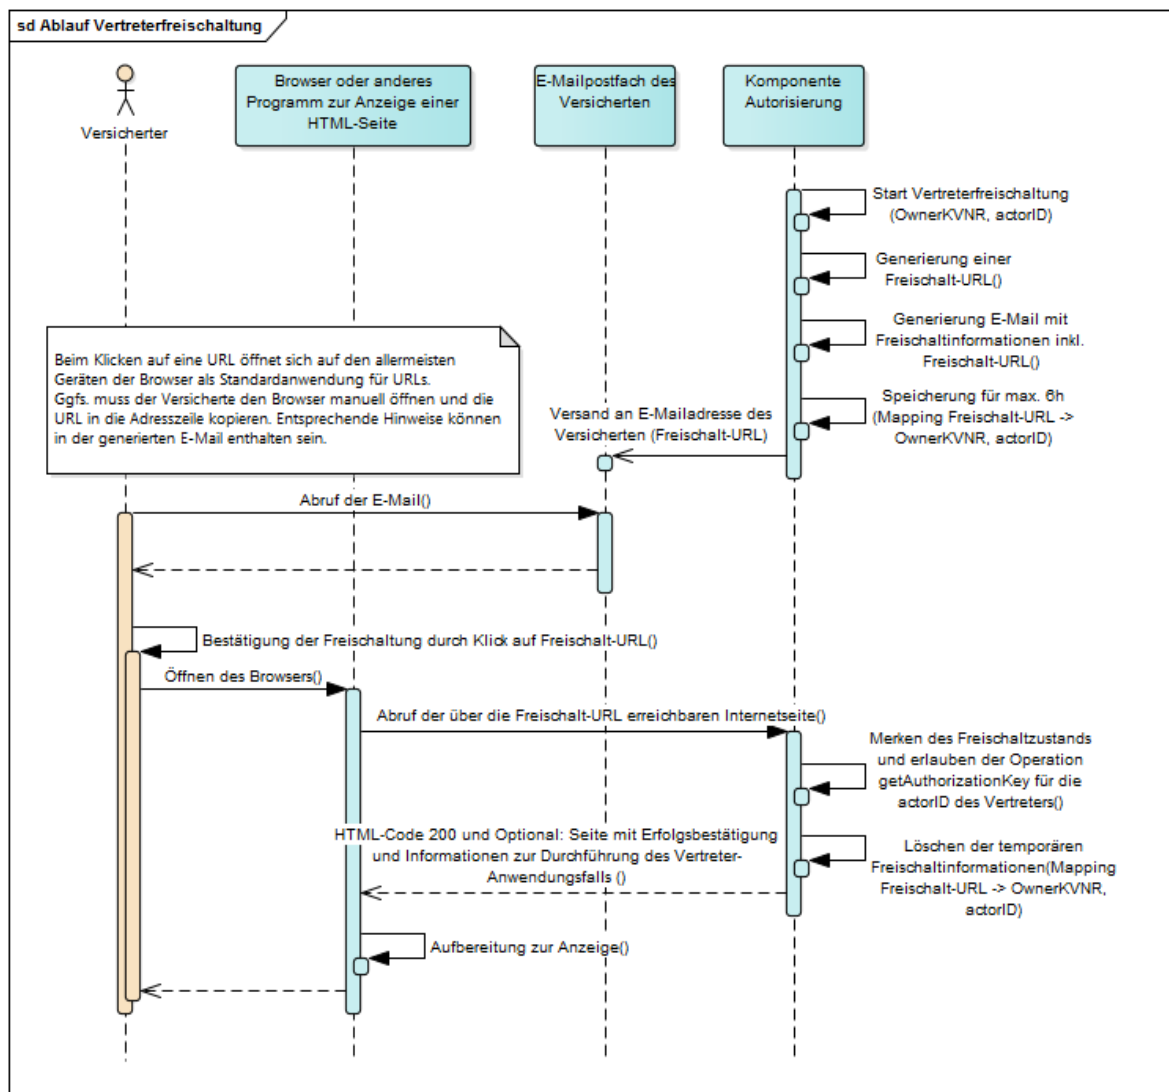 sd Ablauf Vertreterfreischaltung
Versicherter
Browser oder anderes
Programm zur Anzeige einer
HTML-Seite
E-Mailpostfach des
Versicherten
Komponente
Autorisierung
Start Vertreterfreischaltung
(OwnerKVNR, actorID)
Generierung einer
Freischalt-URL()
Generierung E-Mail mit
Freischaltinformationen inkl.
Freischalt-URL()
Speicherung für max. 6h
(Mapping Freischalt-URL ->
OwnerKVNR, actorID)
Beim Klicken auf eine URL öffnet sich auf den allermeisten
Geräten der Browser als Standardanwendung für URLs.
Ggfs. muss der Versicherte den Browser manuell öffnen und die
URL in die Adresszeile kopieren. Entsprechende Hinweise können
in der generierten E-Mail enthalten sein.
Versand an E-Mailadresse des
Versicherten (Freischalt-URL)
Abruf der E-Mail()
Bestätigung der Freischaltung durch Klick auf Freischalt-URL()
Öffnen des Browsers()
Abruf der über die Freischalt-URL erreichbaren Internetseite()
Merken des Freischaltzustands
und erlauben der Operation
getAuthorizationKey für die
actorID des Vertreters()
HTML-Code 200 und Optional: Seite mit Erfolgsbestätigung
und Informationen zur Durchführung des Vertreter-
Anwendungsfalls ()
Löschen der temporären
Freischaltinformationen(Mapping
Freischalt-URL -> OwnerKVNR,
actorID)
Aufbereitung zur Anzeige()